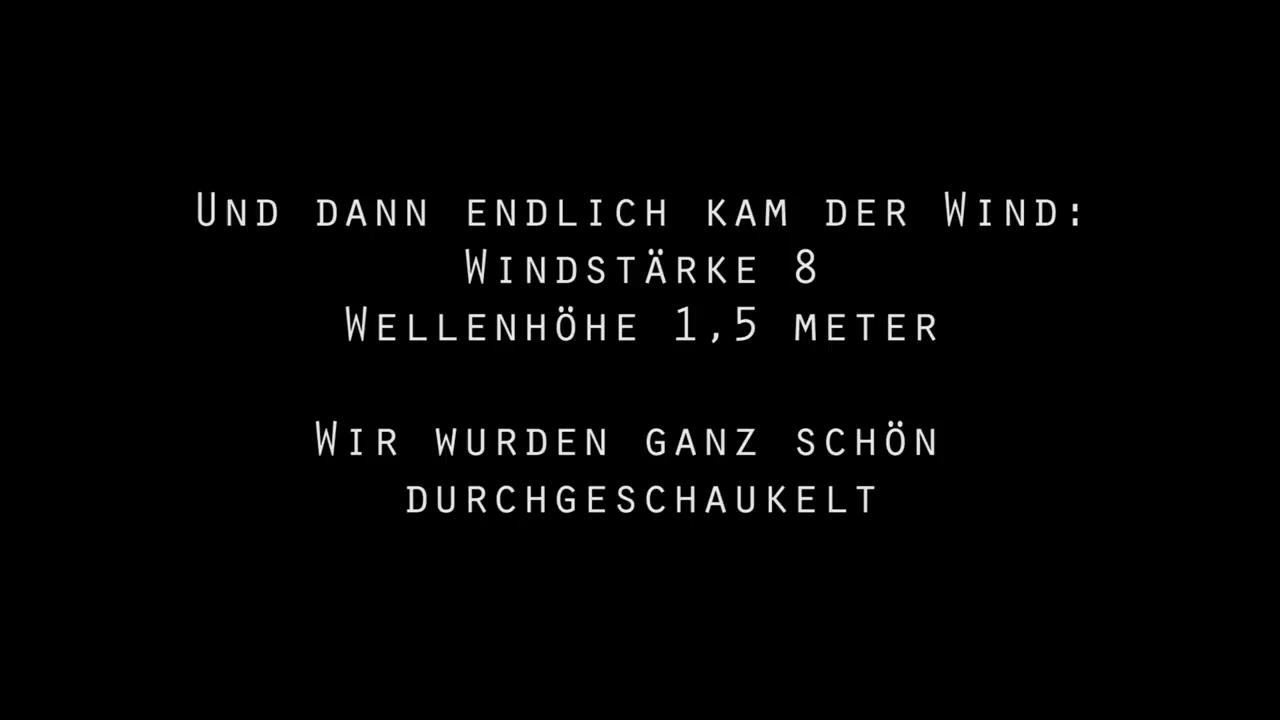 Und dann endlich kam der Wind:
Windstärke 8
Wellenhöhe 1,5 meter
Wir wurden ganz schön
durchgeschaukelt